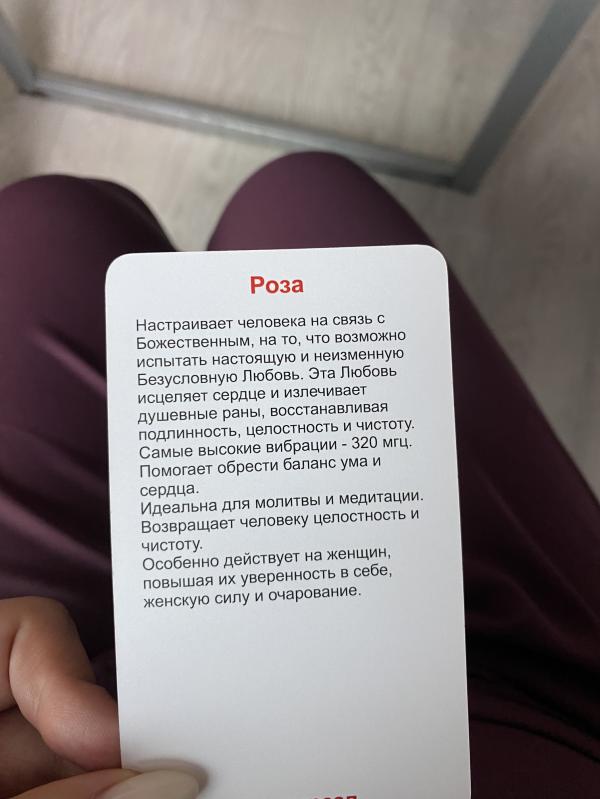 Роза
Настраивает человека на связь с
Божественным, на то, что возможно
испытать настоящую и неизменную
Безусловную Любовь. Эта Любовь
исцеляет сердце и излечивает
душевные раны, восстанавливая
подлинность, целостность и чистоту.
Самые высокие вибрации - 320 мгц.
Помогает обрести баланс ума и
сердца.
Идеальна для молитвы и медитации.
Возвращает человеку целостность и
чистоту.
Особенно действует на женщин,
повышая их уверенность в себе,
женскую силу и очарование.